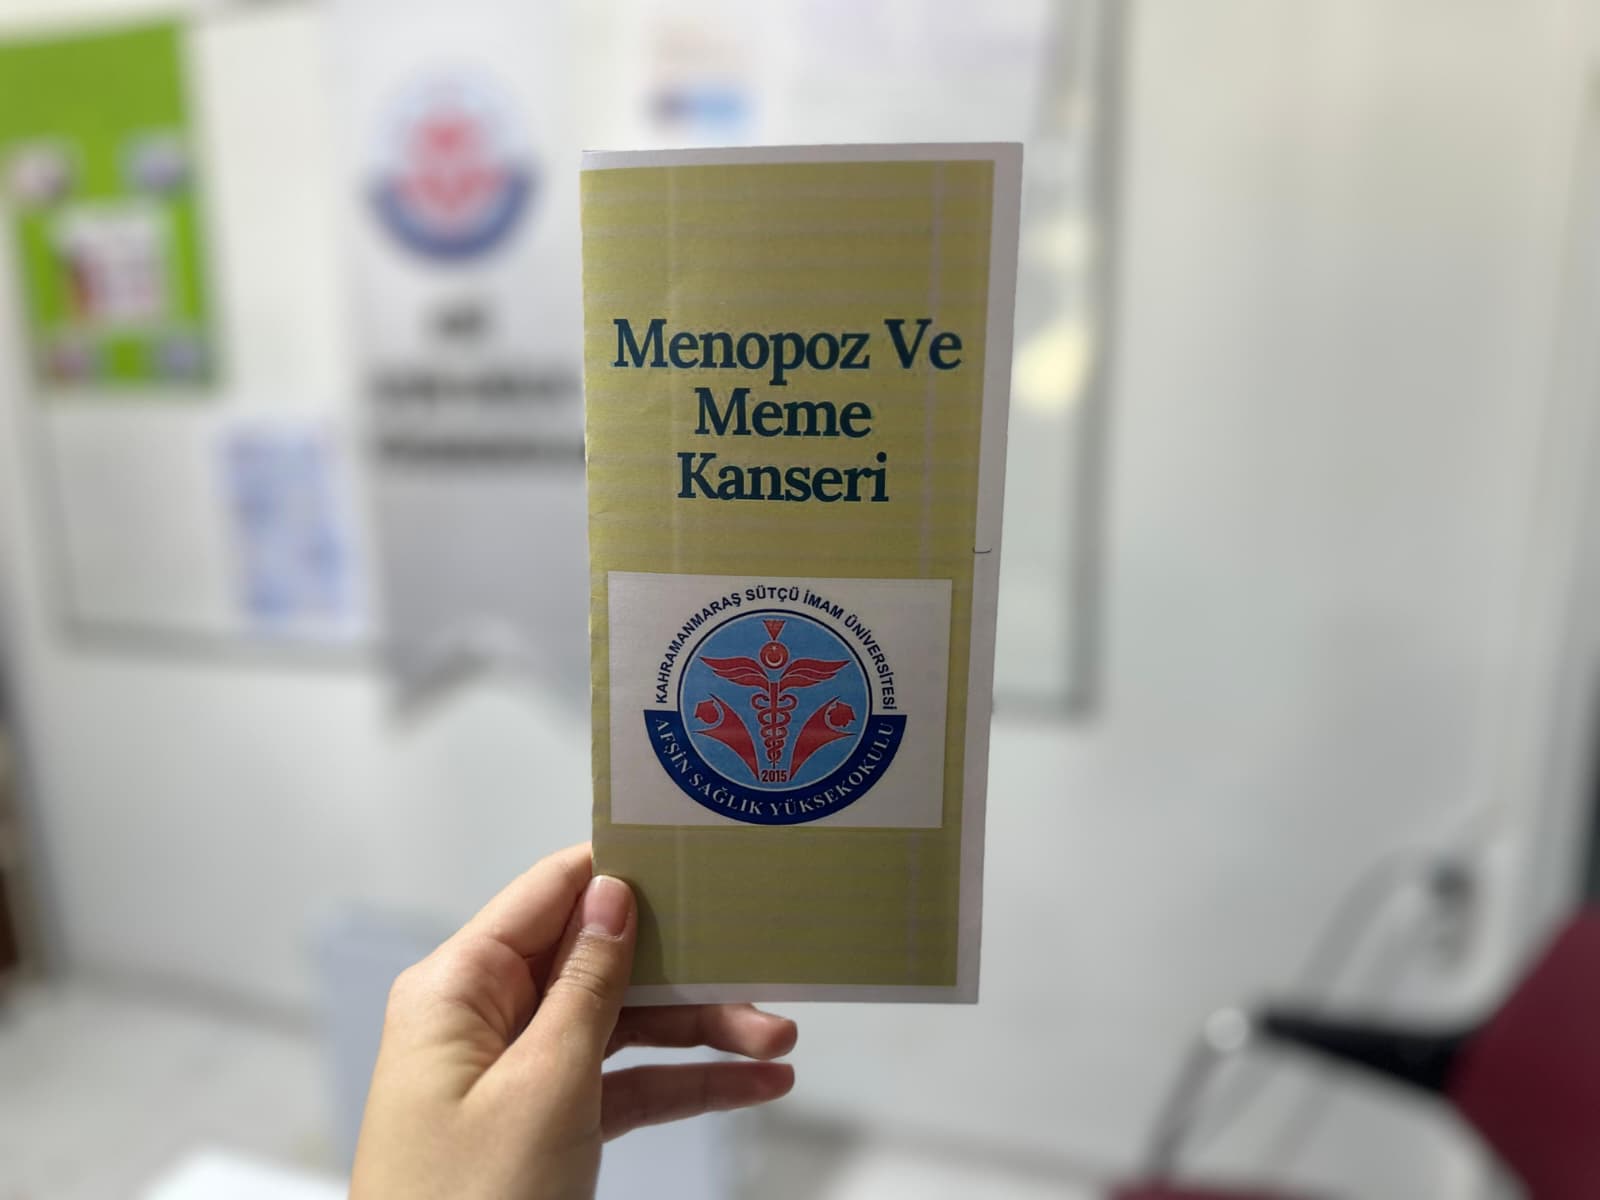 Menopoz Ve
Meme
Kanseri
KAHRAMANMARAŞ SÜTÇÜ İMAM ÜNİVERSİTESİ
2015
AFŞİN SAĞLIK YÜKSEKOKULU